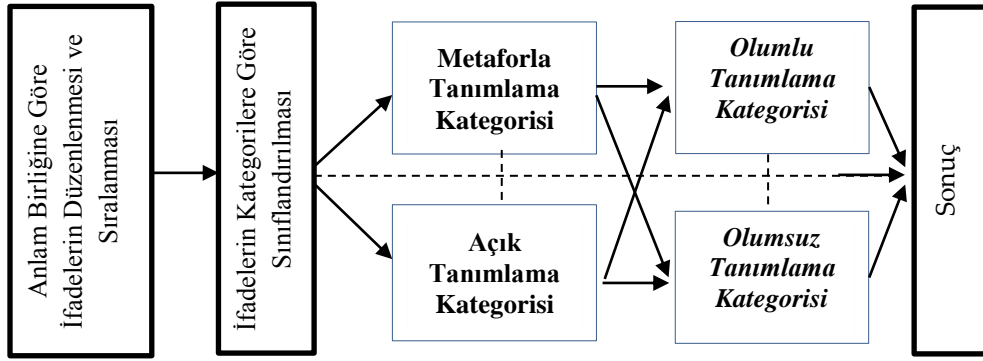 Anlam Birliğine Göre
İfadelerin Düzenlenmesi ve
Sıralanması
İfadelerin Kategorilere Göre
Sınıflandırılması
Metaforla
Tanımlama
Kategorisi
Açık
Tanımlama
Kategorisi
Olumlu
Tanımlama
Kategorisi
Olumsuz
Tanımlama
Kategorisi
Sonuç